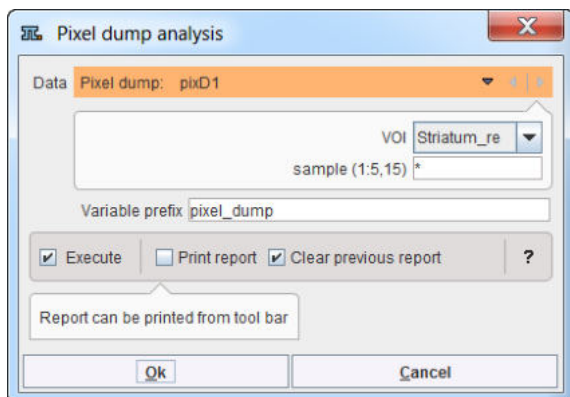 Pixel dump analysis
Data Pixel dump: pixD1
VOI Striatum_re
sample (1:5,15) *
Variable prefix pixel_dump
Execute Print report Clear previous report ?
Report can be printed from tool bar
Ok Cancel